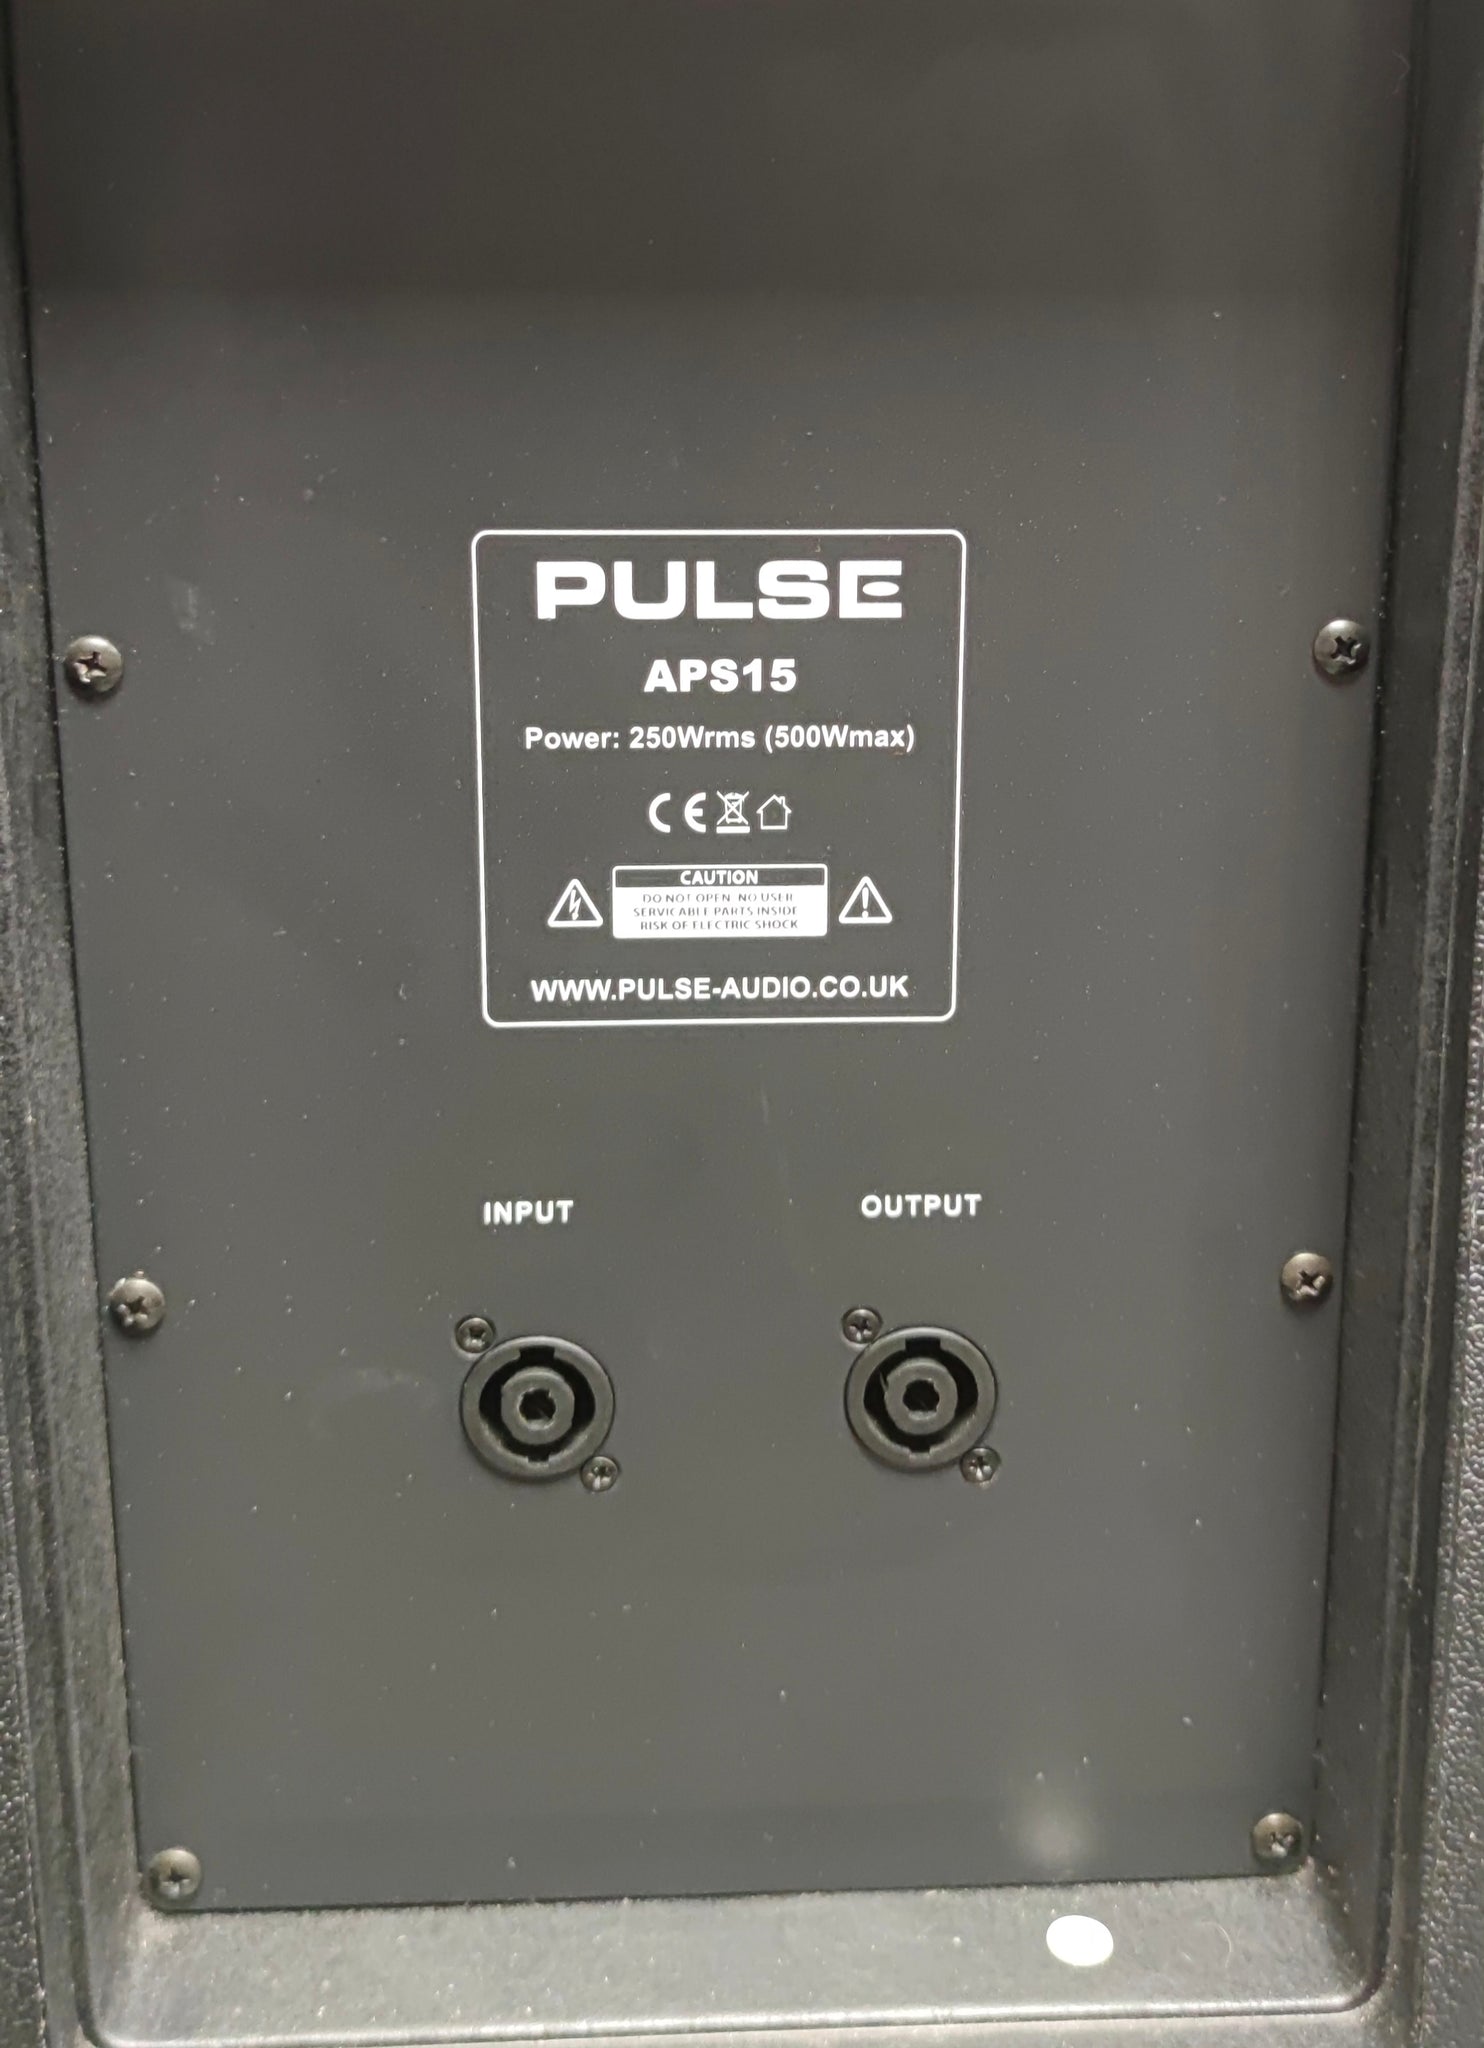 PULSE
APS15
Power: 250Wrms (500Wmax)
CE
CAUTION
DO NOT OPEN NO USER
SERVICABLE PARTS INSIDE
RISK OF ELECTRIC SHOCK
WWW.PULSE-AUDIO.CO.UK
INPUT OUTPUT